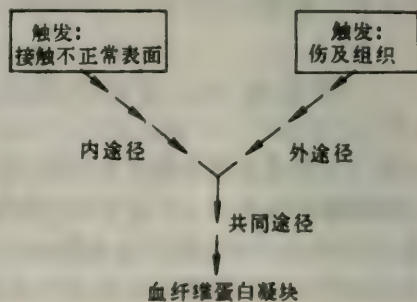 触发：
接触不正常表面
触发：
伤及组织
内途径
外途径
共同途径
血纤维蛋白凝块